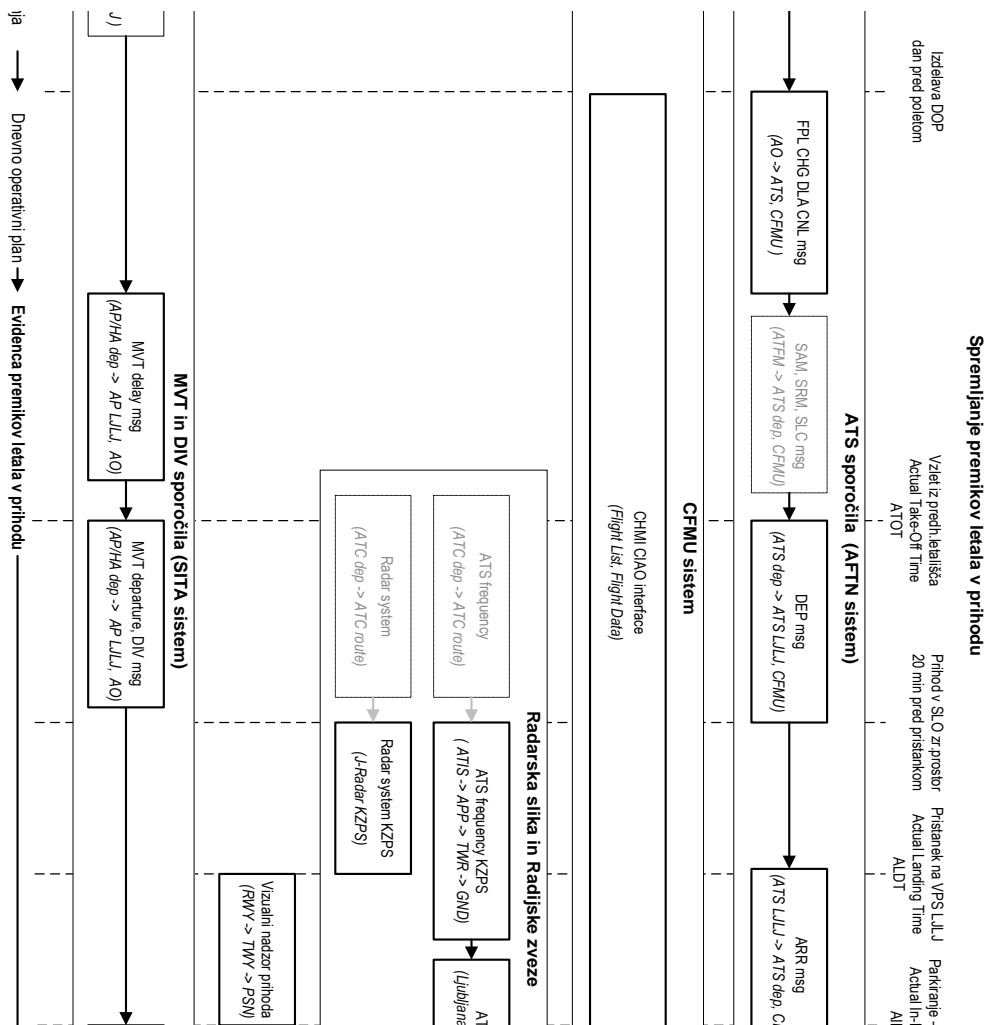 Spremljanje premikov letala v prihodu
Izdelava DOP
dan pred poletom
Vzlet iz predh.letališča
Actual Take-Off Time
ATOT
Prihod v SLO zr.prostor
20 min pred pristankom
Pristanek na VPS LJLJ
Actual Landing Time
ALDT
Parkiranje -
Actual In-
ATS sporočila (AFTN sistem)
FPL CHG DLA CNL msg
(AO -> ATS, CFMU )
SAM, SRM, SLC msg
(ATFM -> ATS dep, CFMU)
DEP msg
(ATS dep -> ATS LJLJ, CFMU)
ARR msg
(ATS LJLJ -> ATS dep,
CFMU sistem
CHMI CIAO interface
(Flight List, Flight Data)
Radarska slika in Radijske zveze
ATS frequency
(ATC dep -> ATC route)
ATS frequency KZPS
( ATIS -> APP -> TWR -> GND)
(Ljubljana
Radar system
(ATC dep -> ATC route)
Radar system KZPS
(J-Radar KZPS)
Vizualni nadzor prihoda
(RWY -> TWY -> PSN)
MVT in DIV sporočila (SITA sistem)
J )
MVT delay msg
(AP/HA dep -> AP LJLJ, AO)
MVT departure, DIV msg
(AP/HA dep -> AP LJLJ, AO)
Dnevno operativni plan
Evidenca premikov letala v prihodu